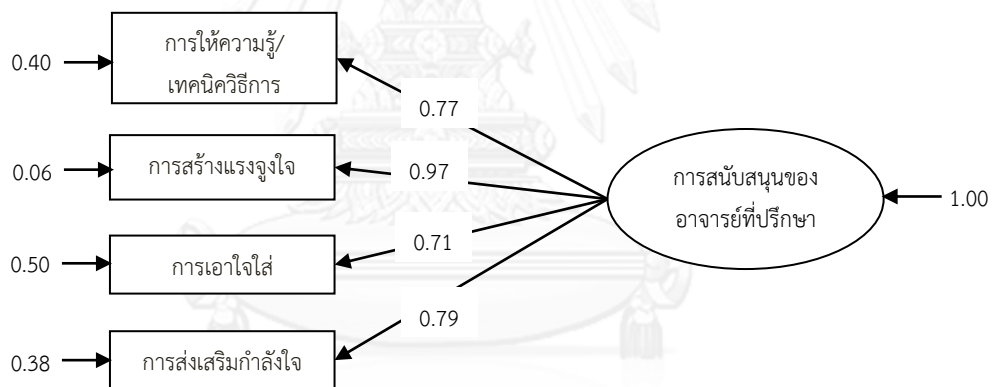 การให้ความรู้/
เทคนิควิธีการ
0.40
0.77
การสร้างแรงจูงใจ
0.06
0.97
การสนับสนุนของ
อาจารย์ที่ปรึกษา
1.00
0.71
การเอาใจใส่
0.50
0.79
การส่งเสริมกำลังใจ
0.38